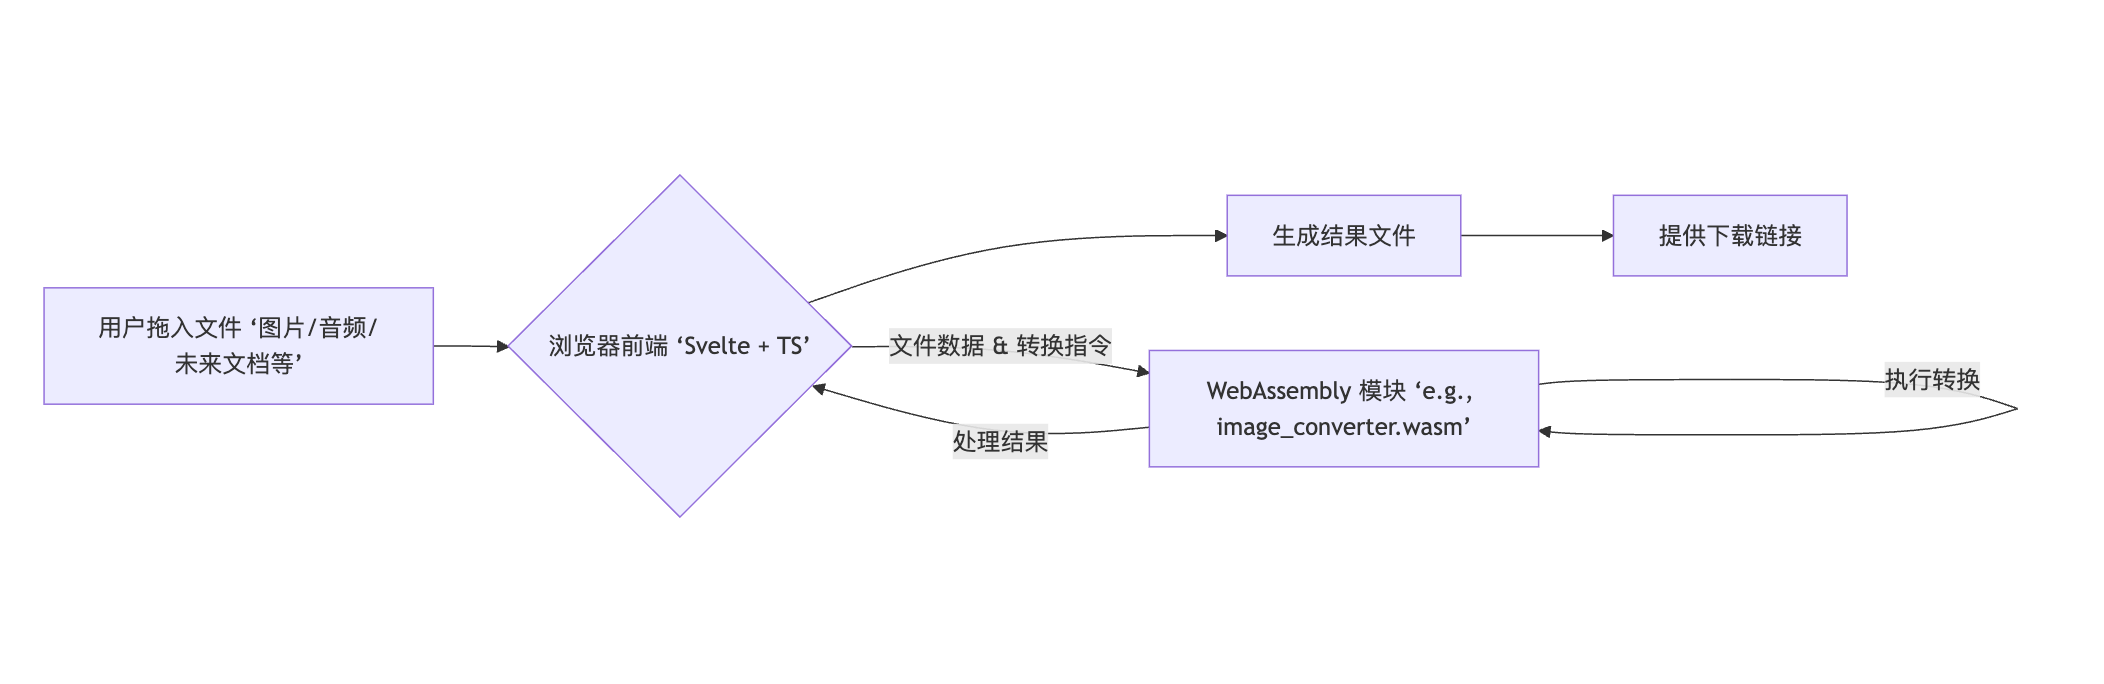 用户拖入文件 ‘图片/音频/
未来文档等’
浏览器前端 ‘Svelte + TS’
生成结果文件
提供下载链接
文件数据 & 转换指令
处理结果
WebAssembly 模块 ‘e.g.,
image_converter.wasm’
执行转换